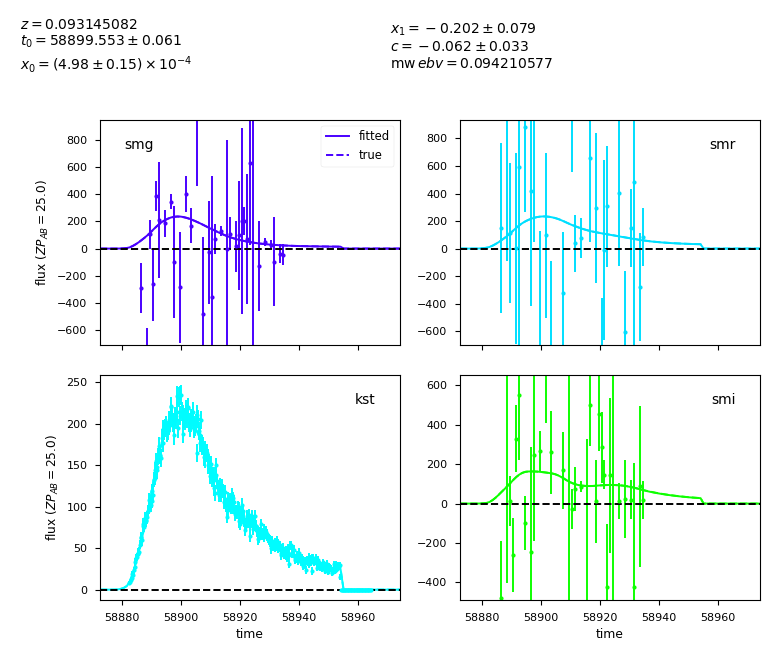 z = 0.093145082
t₀ = 58899.553 ± 0.061
x₀ = (4.98 ± 0.15) × 10⁻⁴
x₁ = −0.202 ± 0.079
c = −0.062 ± 0.033
mw ebv = 0.094210577
smg
fitted
true
800
600
400
200
0
−200
−400
−600
flux (ZP_AB = 25.0)
smr
800
600
400
200
0
−200
−400
−600
kst
250
200
150
100
50
0
flux (ZP_AB = 25.0)
58880 58900 58920 58940 58960
time
smi
600
400
200
0
−200
−400
58880 58900 58920 58940 58960
time